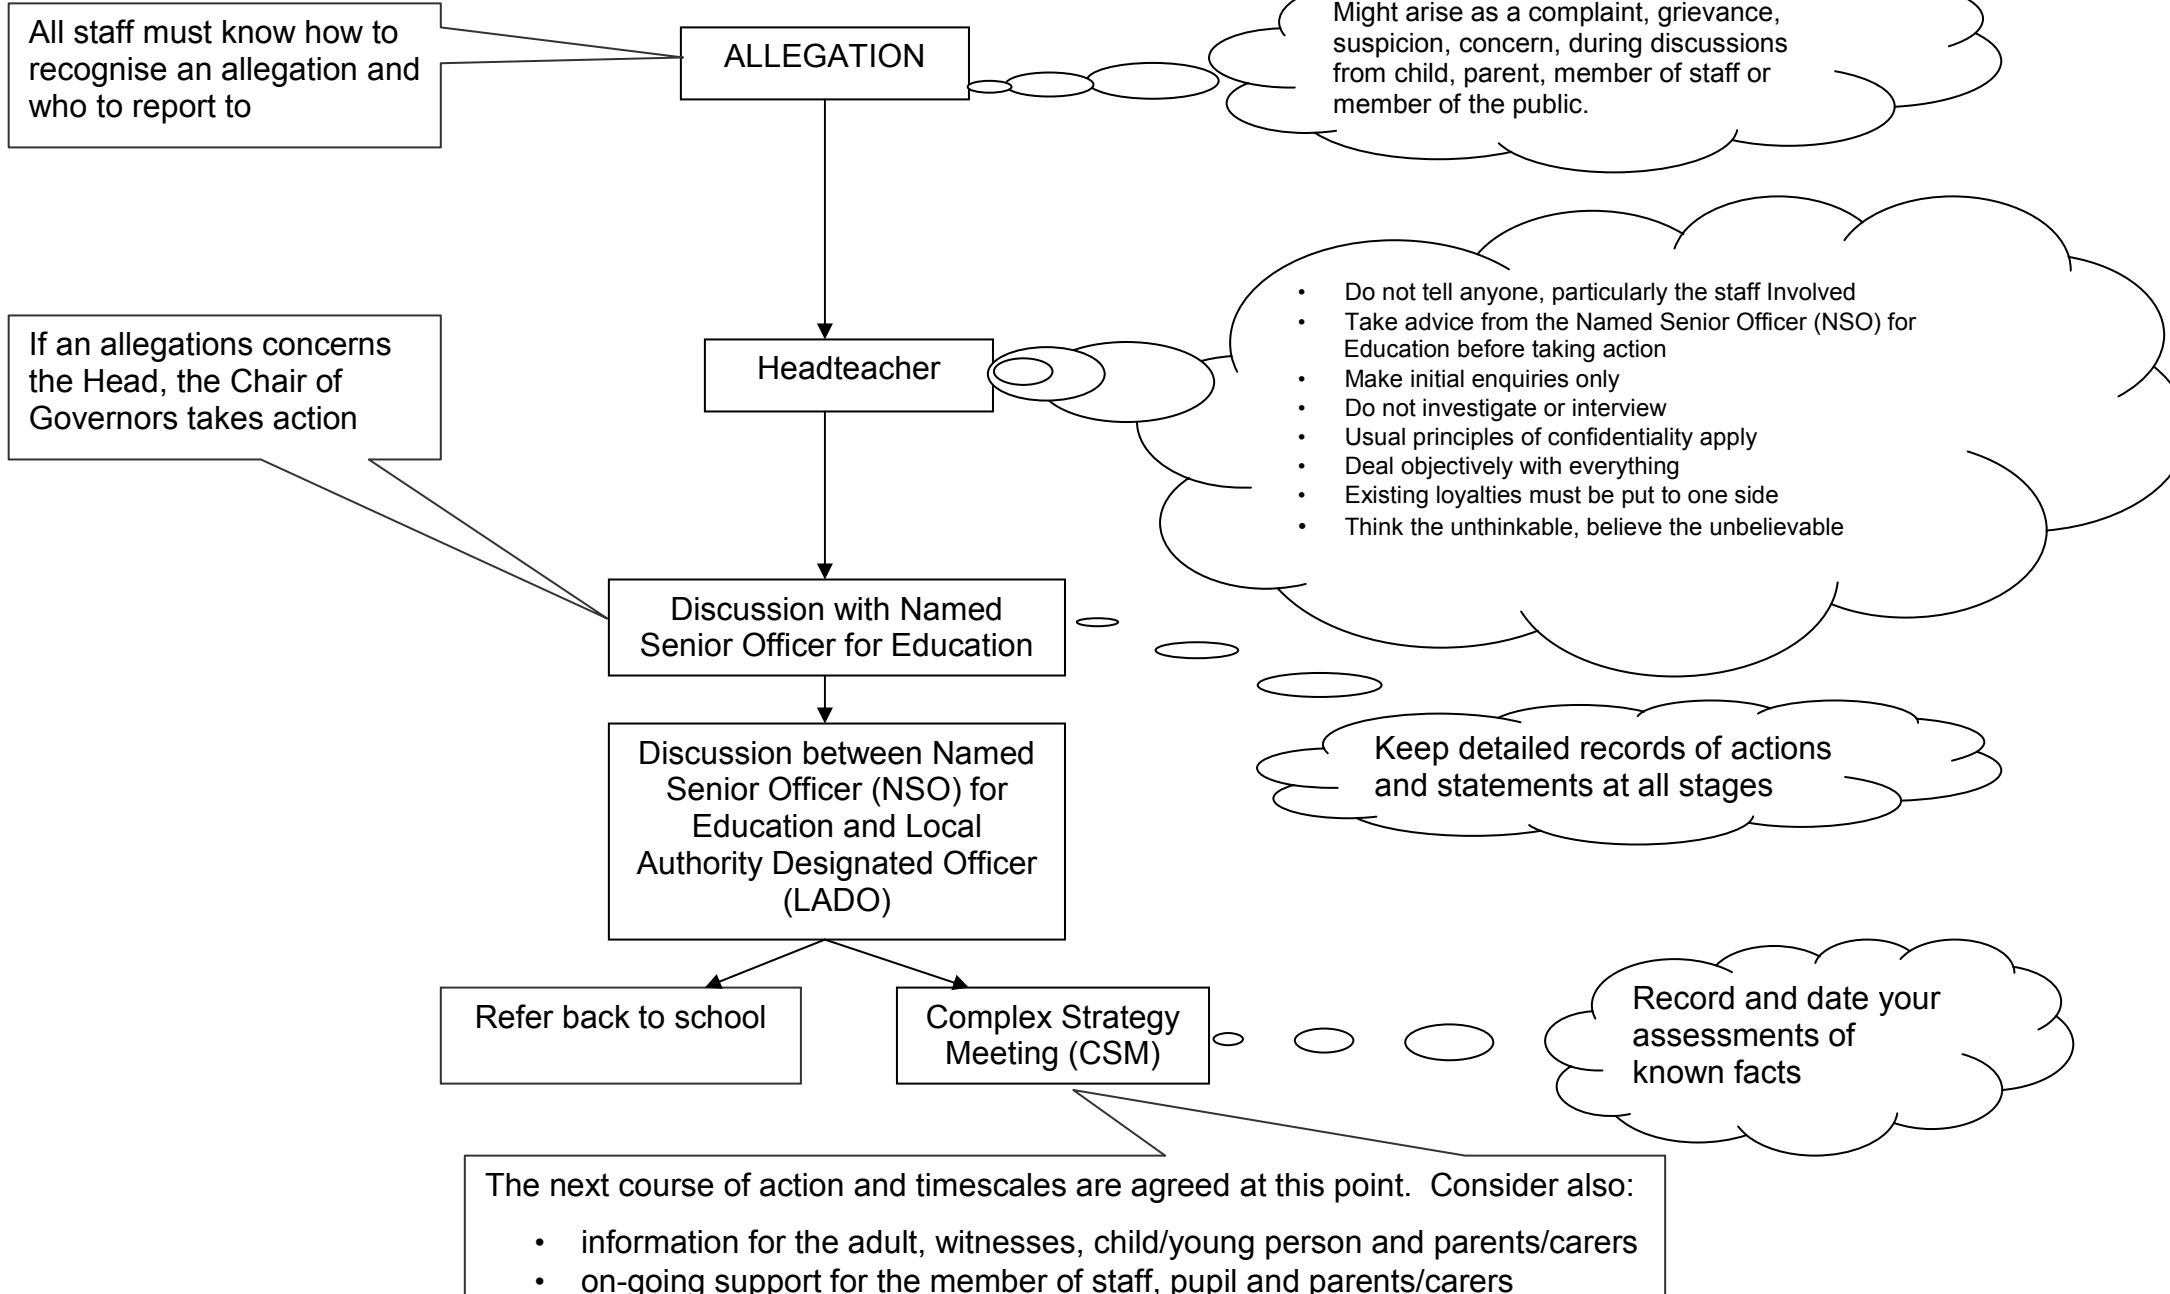 All staff must know how to
recognise an allegation and
who to report to
ALLEGATION
Might arise as a complaint, grievance,
suspicion, concern, during discussions
from child, parent, member of staff or
member of the public.
If an allegations concerns
the Head, the Chair of
Governors takes action
Headteacher
• Do not tell anyone, particularly the staff Involved
• Take advice from the Named Senior Officer (NSO) for
Education before taking action
• Make initial enquiries only
• Do not investigate or interview
• Usual principles of confidentiality apply
• Deal objectively with everything
• Existing loyalties must be put to one side
• Think the unthinkable, believe the unbelievable
Discussion with Named
Senior Officer for Education
Discussion between Named
Senior Officer (NSO) for
Education and Local
Authority Designated Officer
(LADO)
Keep detailed records of actions
and statements at all stages
Refer back to school
Complex Strategy
Meeting (CSM)
Record and date your
assessments of
known facts
The next course of action and timescales are agreed at this point.  Consider also:
• information for the adult, witnesses, child/young person and parents/carers
• on-going support for the member of staff, pupil and parents/carers